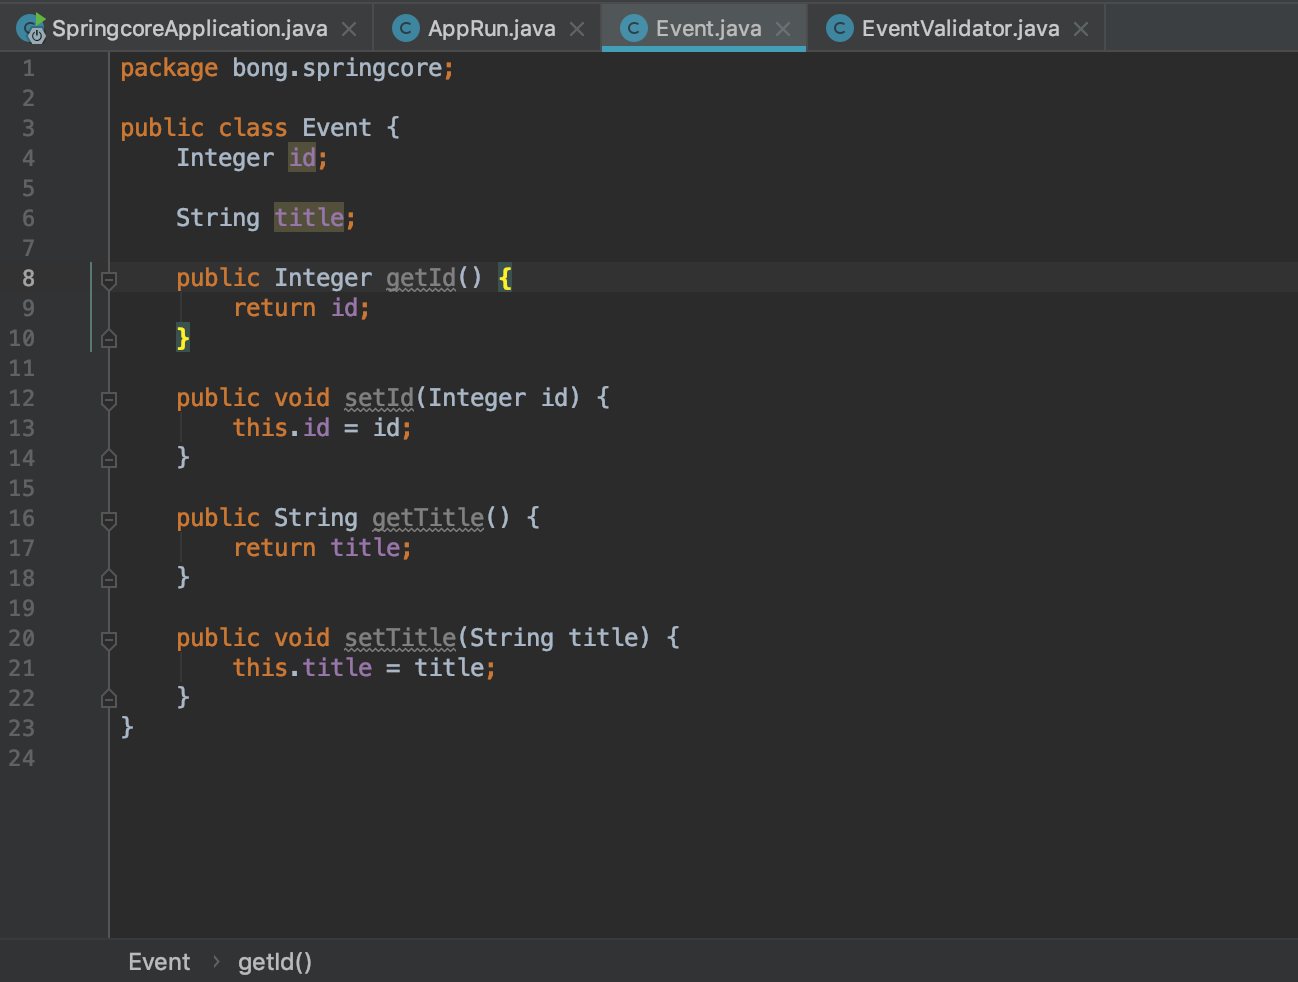 SpringcoreApplication.java AppRun.java Event.java EventValidator.java
1 package bong.springcore;
2
3 public class Event {
4     Integer id;
5
6     String title;
7
8     public Integer getId() {
9         return id;
10     }
11
12     public void setId(Integer id) {
13         this.id = id;
14     }
15
16     public String getTitle() {
17         return title;
18     }
19
20     public void setTitle(String title) {
21         this.title = title;
22     }
23 }
24
Event › getId()